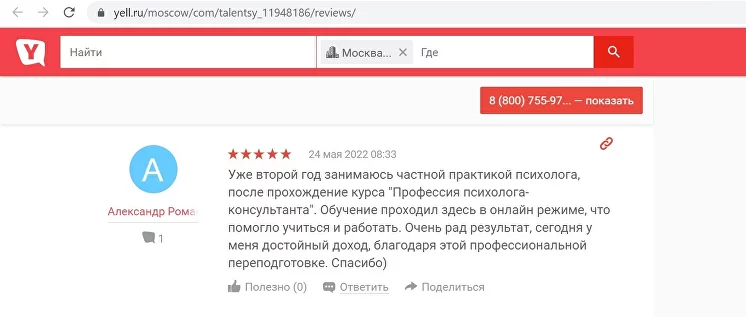 yell.ru/moscow/com/talentsy_11948186/reviews/
Y
Найти
Москва...
Где
8 (800) 755-97... — показать
А
24 мая 2022 08:33
Уже второй год занимаюсь частной практикой психолога,
после прохождение курса "Профессия психолога-
Александр Рома
консультанта". Обучение проходил здесь в онлайн режиме, что
помогло учиться и работать. Очень рад результат, сегодня у
1
меня достойный доход, благодаря этой профессиональной
переподготовке. Спасибо)
Полезно (0)
Ответить
Поделиться